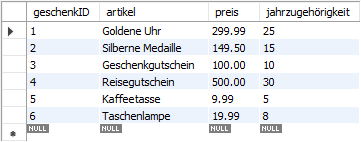 geschenkID artikel preis jahrzugehörigkeit
1 Goldene Uhr 299.99 25
2 Silberne Medaille 149.50 15
3 Geschenkgutschein 100.00 10
4 Reisegutschein 500.00 30
5 Kaffeetasse 9.99 5
6 Taschenlampe 19.99 8
NULL NULL NULL NULL